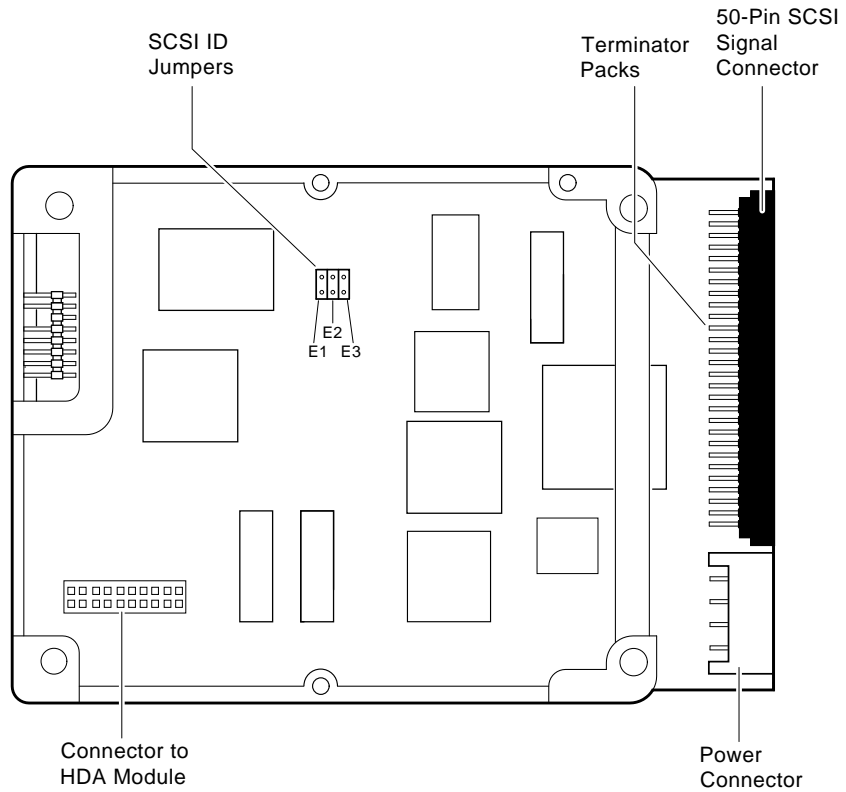 50-Pin SCSI
Signal
Connector
SCSI ID
Jumpers
Terminator
Packs
E2
E1 E3
Connector to
HDA Module
Power
Connector